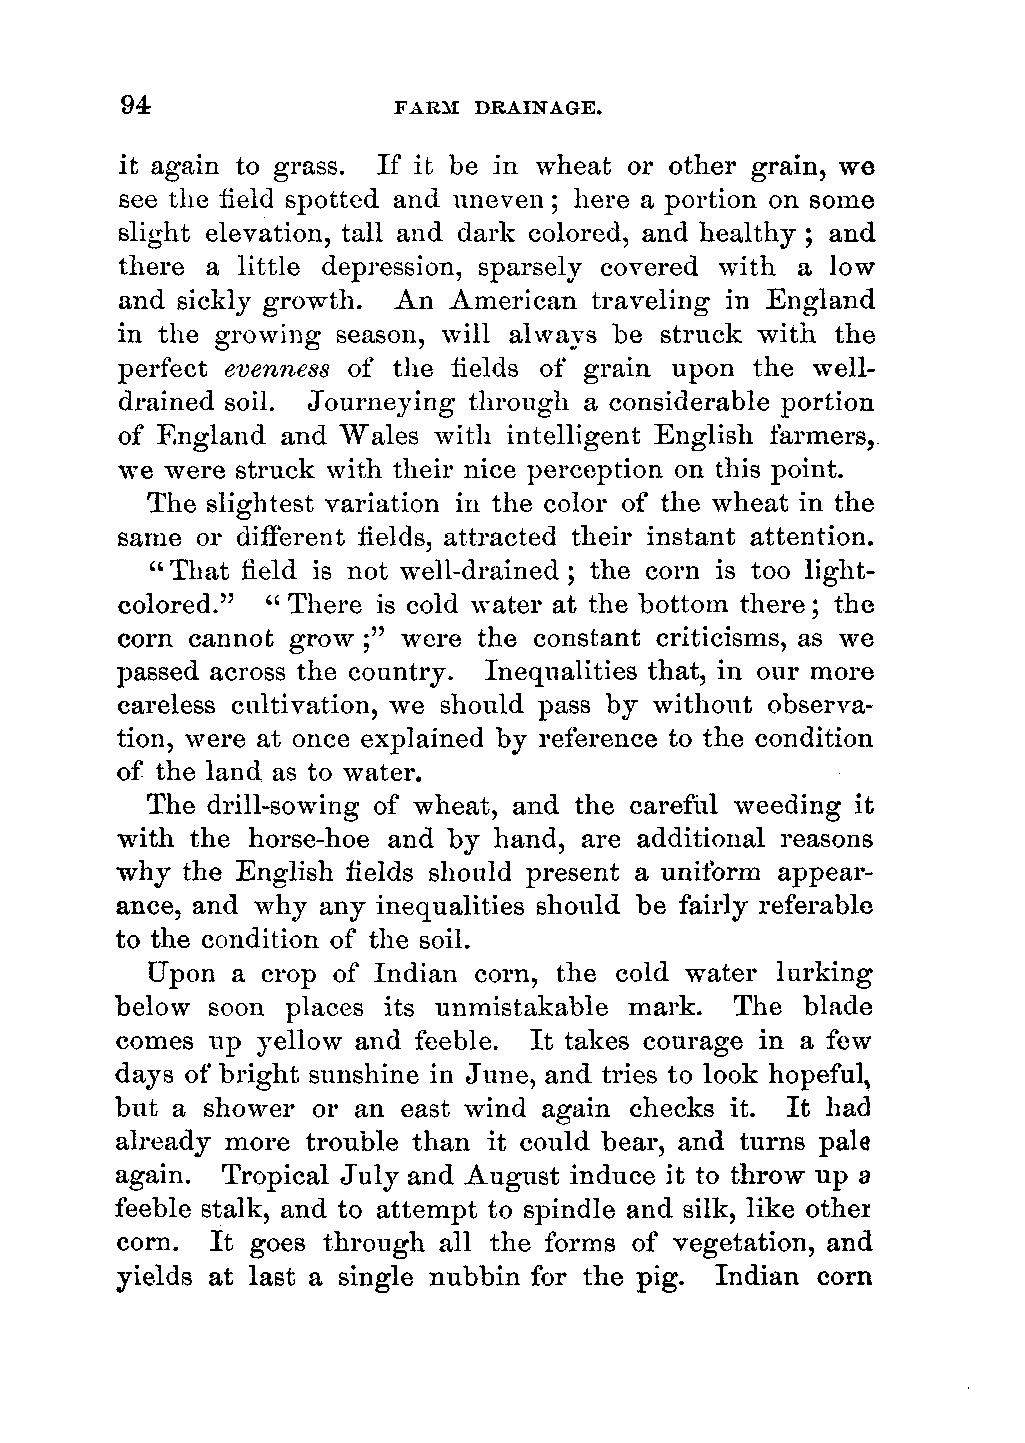 94 FARM DRAINAGE.
it again to grass. If it be in wheat or other grain, we
see the field spotted and uneven; here a portion on some
slight elevation, tall and dark colored, and healthy; and
there a little depression, sparsely covered with a low
and sickly growth. An American traveling in England
in the growing season, will always be struck with the
perfect evenness of the fields of grain upon the well-
drained soil. Journeying through a considerable portion
of England and Wales with intelligent English farmers,
we were struck with their nice perception on this point.
The slightest variation in the color of the wheat in the
same or different fields, attracted their instant attention.
"That field is not well-drained; the corn is too light-
colored." "There is cold water at the bottom there; the
corn cannot grow;" were the constant criticisms, as we
passed across the country. Inequalities that, in our more
careless cultivation, we should pass by without observa-
tion, were at once explained by reference to the condition
of the land as to water.
The drill-sowing of wheat, and the careful weeding it
with the horse-hoe and by hand, are additional reasons
why the English fields should present a uniform appear-
ance, and why any inequalities should be fairly referable
to the condition of the soil.
Upon a crop of Indian corn, the cold water lurking
below soon places its unmistakable mark. The blade
comes up yellow and feeble. It takes courage in a few
days of bright sunshine in June, and tries to look hopeful,
but a shower or an east wind again checks it. It had
already more trouble than it could bear, and turns pale
again. Tropical July and August induce it to throw up a
feeble stalk, and to attempt to spindle and silk, like other
corn. It goes through all the forms of vegetation, and
yields at last a single nubbin for the pig. Indian corn